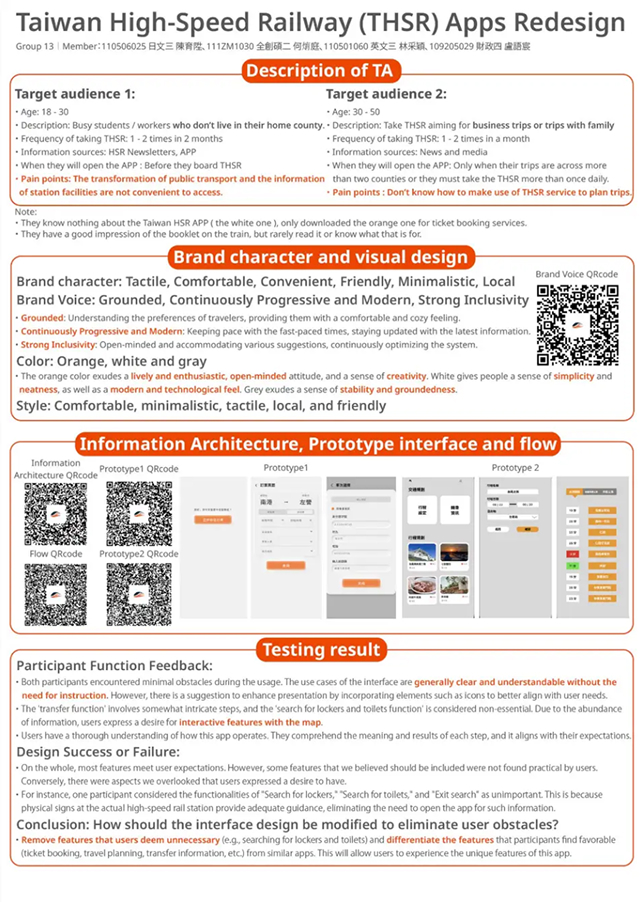 Taiwan High-Speed Railway (THSR) Apps Redesign
Group 13 | Member:110506025 日文三 陳育陞, 111ZM1030 全創碩二 何 庭、110501060 英文三 林采穎, 109205029 財政四 盧語宸
Description of TA
Target audience 1:
• Age: 18 - 30
• Description: Busy students / workers who don't live in their home county.
• Frequency of taking THSR: 1 - 2 times in 2 months
• Information sources: HSR Newsletters, APP
• When they will open the APP : Before they board THSR
• Pain points: The transformation of public transport and the information
of station facilities are not convenient to access.
Target audience 2:
• Age: 30 - 50
• Description: Take THSR aiming for business trips or trips with family
• Frequency of taking THSR: 1 - 2 times in a month
• Information sources: News and media
• When they will open the APP: Only when their trips are across more
than two counties or they must take the THSR more than once daily.
• Pain points : Don't know how to make use of THSR service to plan trips.
Note:
• They know nothing about the Taiwan HSR APP ( the white one ), only downloaded the orange one for ticket booking services.
• They have a good impression of the booklet on the train, but rarely read it or know what that is for.
Brand character and visual design
Brand character: Tactile, Comfortable, Convenient, Friendly, Minimalistic, Local
Brand Voice: Grounded, Continuously Progressive and Modern, Strong Inclusivity
• Grounded: Understanding the preferences of travelers, providing them with a comfortable and cozy feeling.
• Continuously Progressive and Modern: Keeping pace with the fast-paced times, staying updated with the latest information.
• Strong Inclusivity: Open-minded and accommodating various suggestions, continuously optimizing the system.
Brand Voice QRcode
Color: Orange, white and gray
• The orange color exudes a lively and enthusiastic, open-minded attitude, and a sense of creativity. White gives people a sense of simplicity and
neatness, as well as a modern and technological feel. Grey exudes a sense of stability and groundedness.
Style: Comfortable, minimalistic, tactile, local, and friendly
Information Architecture, Prototype interface and flow
Information
Architecture QRcode
Prototype1 QRcode
Flow QRcode
Prototype2 QRcode
Prototype1
南港
左營
Prototype 2
Testing result
Participant Function Feedback:
• Both participants encountered minimal obstacles during the usage. The use cases of the interface are generally clear and understandable without the
need for instruction. However, there is a suggestion to enhance presentation by incorporating elements such as icons to better align with user needs.
• The 'transfer function' involves somewhat intricate steps, and the 'search for lockers and toilets function' is considered non-essential. Due to the abundance
of information, users express a desire for interactive features with the map.
• Users have a thorough understanding of how this app operates. They comprehend the meaning and results of each step, and it aligns with their expectations.
Design Success or Failure:
• On the whole, most features meet user expectations. However, some features that we believed should be included were not found practical by users.
Conversely, there were aspects we overlooked that users expressed a desire to have.
• For instance, one participant considered the functionalities of "Search for lockers," "Search for toilets," and "Exit search" as unimportant. This is because
physical signs at the actual high-speed rail station provide adequate guidance, eliminating the need to open the app for such information.
Conclusion: How should the interface design be modified to eliminate user obstacles?
• Remove features that users deem unnecessary (e.g., searching for lockers and toilets) and differentiate the features that participants find favorable
(ticket booking, travel planning, transfer information, etc.) from similar apps. This will allow users to experience the unique features of this app.